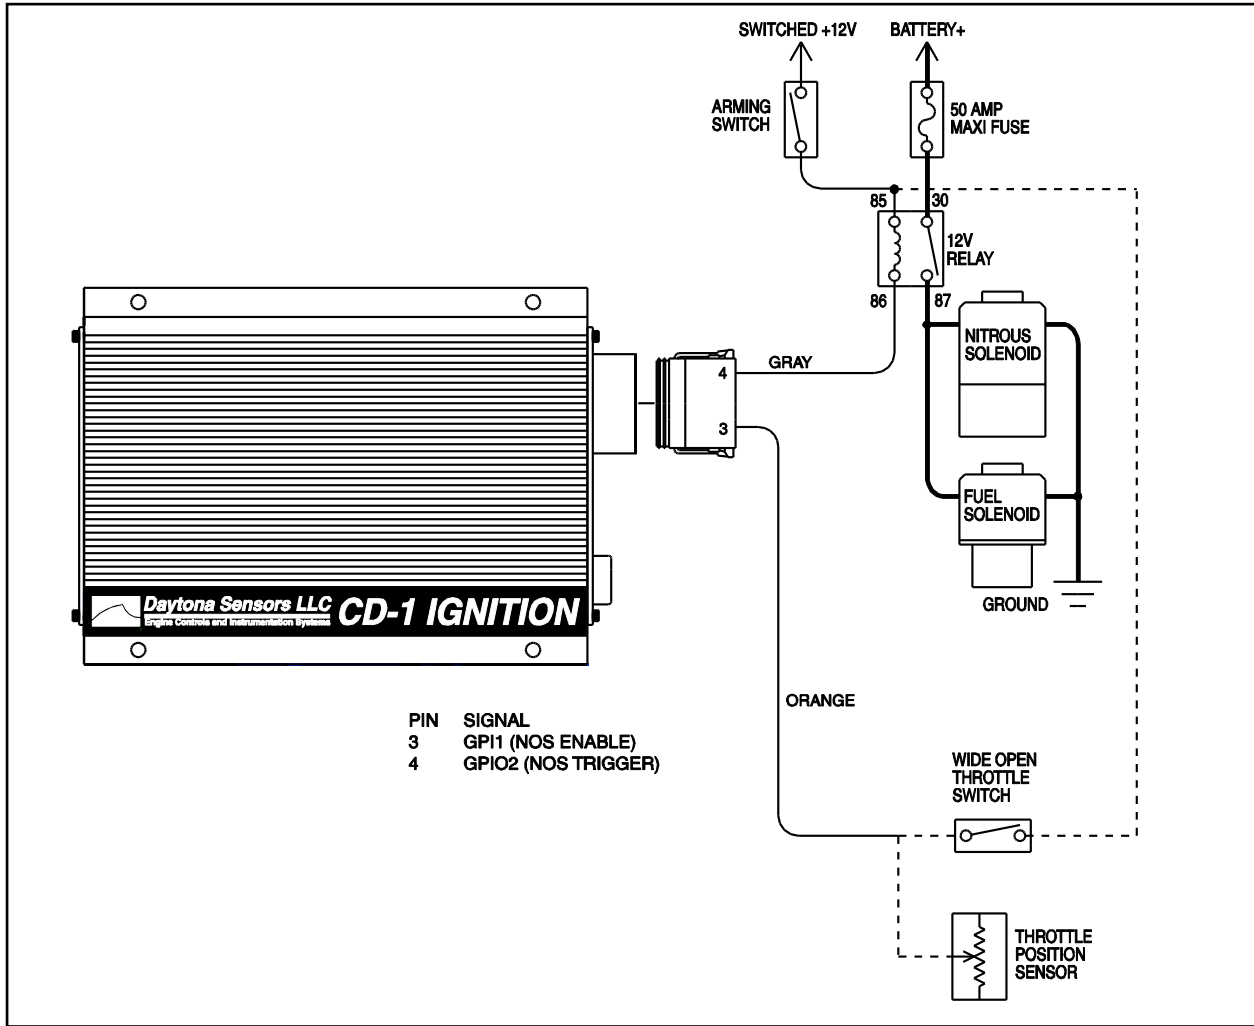 SWITCHED +12V
BATTERY+
ARMING
SWITCH
50 AMP
MAXI FUSE
85
30
12V
RELAY
86
87
NITROUS
SOLENOID
4
GRAY
3
FUEL
SOLENOID
GROUND
Daytona Sensors LLC
Engine Controls and Instrumentation Systems
CD-1 IGNITION
ORANGE
PIN SIGNAL
3 GPI1 (NOS ENABLE)
4 GPIO2 (NOS TRIGGER)
WIDE OPEN
THROTTLE
SWITCH
THROTTLE
POSITION
SENSOR